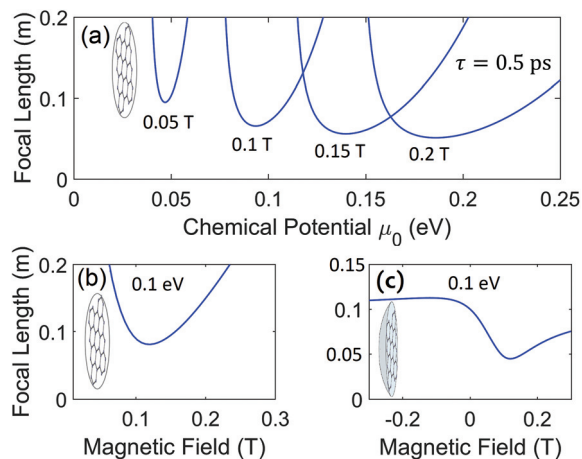 (a)
Focal Length (m)
0.2
0.1
0
τ = 0.5 ps
0.05 T
0.1 T
0.15 T
0.2 T
0 0.05 0.1 0.15 0.2 0.25
Chemical Potential μ0 (eV)
(b)
0.1 eV
Focal Length (m)
0.2
0.1
0
0.1 0.2 0.3
Magnetic Field (T)
(c)
0.1 eV
0.15
0.1
0.05
0
-0.2 0 0.2
Magnetic Field (T)